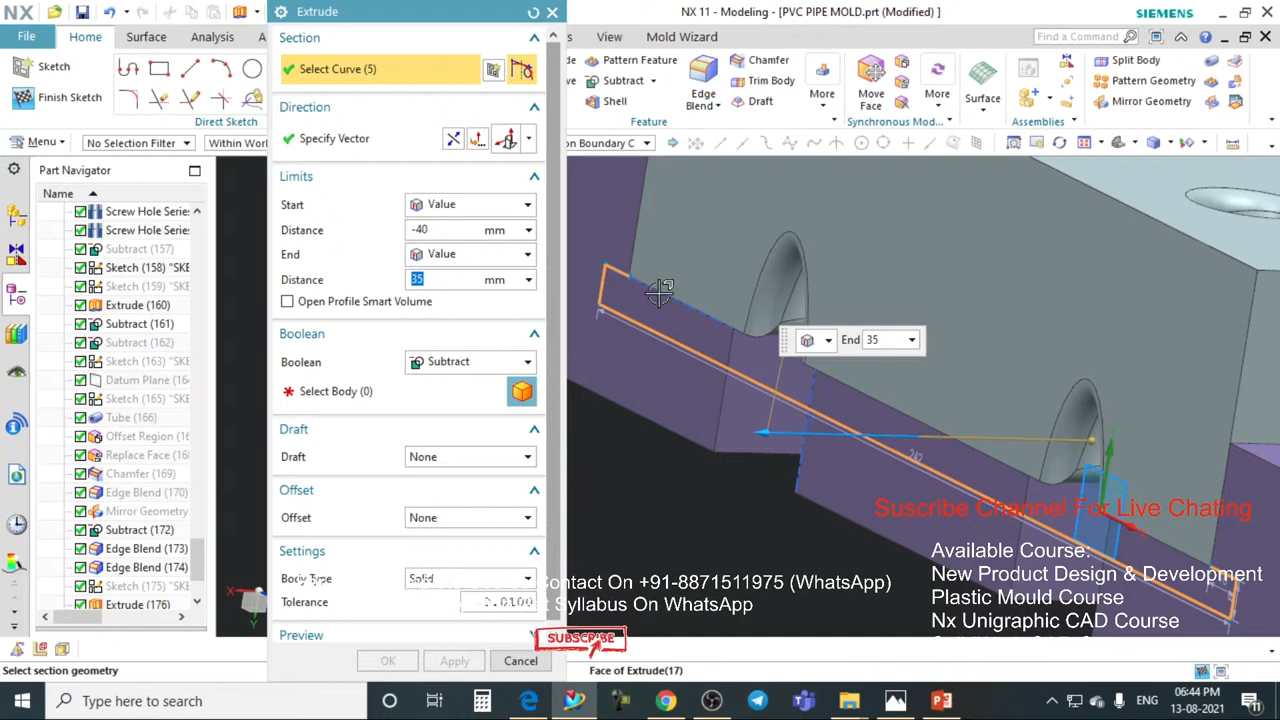 NX
Extrude
NX 11 - Modeling - [PVC PIPE MOLD.prt (Modified) ]
SIEMENS
File
Home
Surface
Analysis
View
Mold Wizard
Find a Command
Sketch
Finish Sketch
Direct Sketch
Pattern Feature
Subtract
Shell
Edge
Blend
Chamfer
Trim Body
Draft
More
Feature
Move
Face
More
Synchronous Mod...
Surface
Assemblies
Split Body
Pattern Geometry
Mirror Geometry
Menu
No Selection Filter
Within Work
on Boundary C
Part Navigator
Name
Screw Hole Series
Screw Hole Series
Subtract (157)
Sketch (158) "SKE
Sketch (159) "SKE
Extrude (160)
Subtract (161)
Subtract (162)
Sketch (163) "SKE
Datum Plane (164
Sketch (165) "SKE
Tube (166)
Offset Region (16
Replace Face (168
Chamfer (169)
Edge Blend (170)
Mirror Geometry
Subtract (172)
Edge Blend (173)
Edge Blend (174)
Sketch (175) "SKE
Extrude (176)
Section
Select Curve (5)
Direction
Specify Vector
Limits
Start
Value
Distance
-40 mm
End
Value
Distance
35 mm
Open Profile Smart Volume
Boolean
Boolean
Subtract
Select Body (0)
Draft
Draft
None
Offset
Offset
None
Settings
Body Type
Solid
Tolerance
Preview
OK
Apply
Cancel
End 35
242
X
Y
X
Suscribe Channel For Live Chating
Available Course:
New Product Design & Development
Plastic Mould Course
Nx Unigraphic CAD Course
Contact On +91-8871511975 (WhatsApp)
Syllabus On WhatsApp
SUBSCRIBE
Select section geometry
Face of Extrude(17)
Type here to search
ENG
06:44 PM
13-08-2021